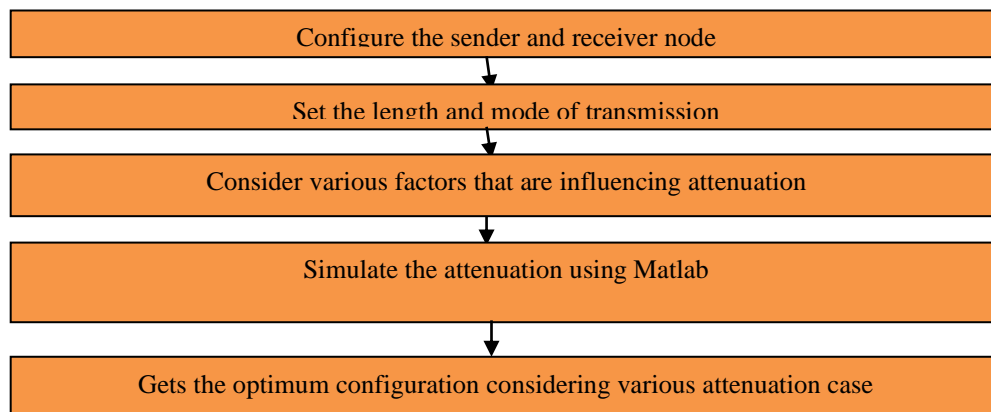 Configure the sender and receiver node
Set the length and mode of transmission
Consider various factors that are influencing attenuation
Simulate the attenuation using Matlab
Gets the optimum configuration considering various attenuation case